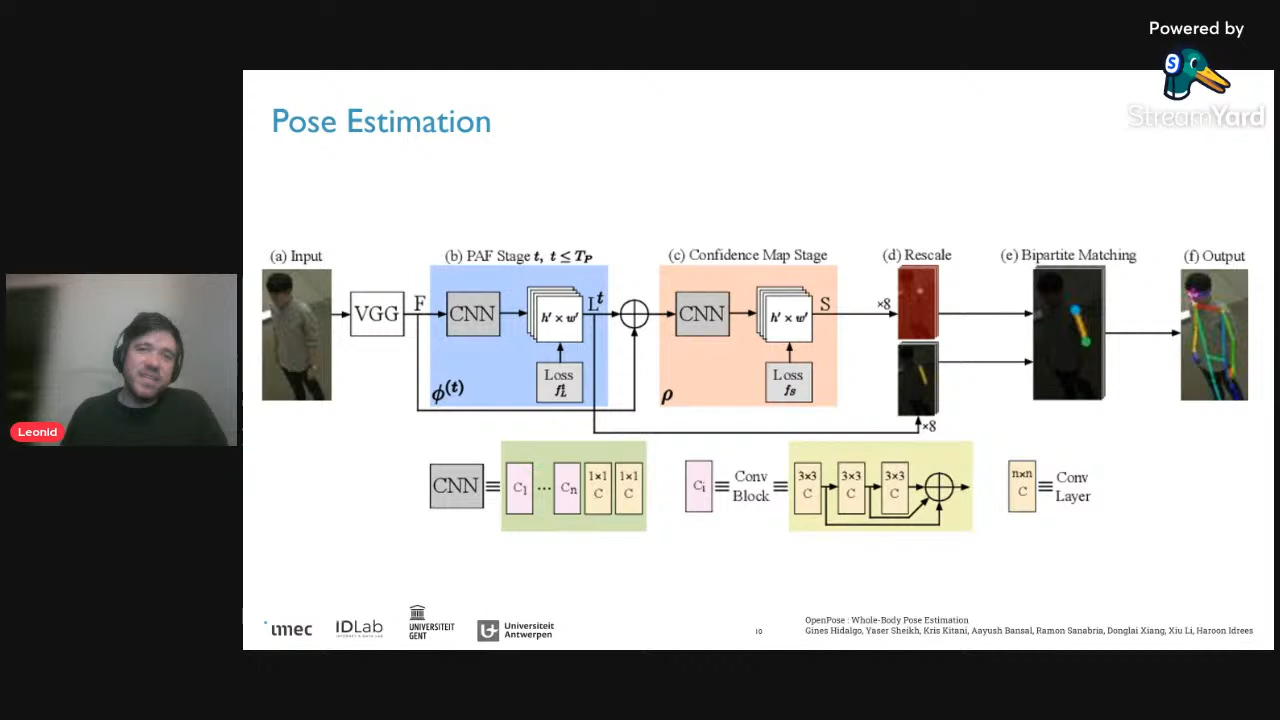 Powered by
S
StreamYard
Pose Estimation
(a) Input
(b) PAF Stage t, t ≤ T_P
(c) Confidence Map Stage
(d) Rescale
(e) Bipartite Matching
(f) Output
VGG
F
CNN
h' × w'
L^t
CNN
h' × w'
S
×8
Loss
f_L^t
ϕ^(t)
Loss
f_S
ρ
×8
CNN ≡ C_1 ... C_n 1×1 C 1×1 C
C_i ≡ Conv Block ≡ 3×3 C 3×3 C 3×3 C
n×n C ≡ Conv Layer
Leonid
imec
IDLab
INTERNET & DATA LAB
UNIVERSITEIT
GENT
Universiteit
Antwerpen
10
OpenPose : Whole-Body Pose Estimation
Gines Hidalgo, Yaser Sheikh, Kris Kitani, Aayush Bansal, Ramon Sanabria, Donglai Xiang, Xiu Li, Haroon Idrees